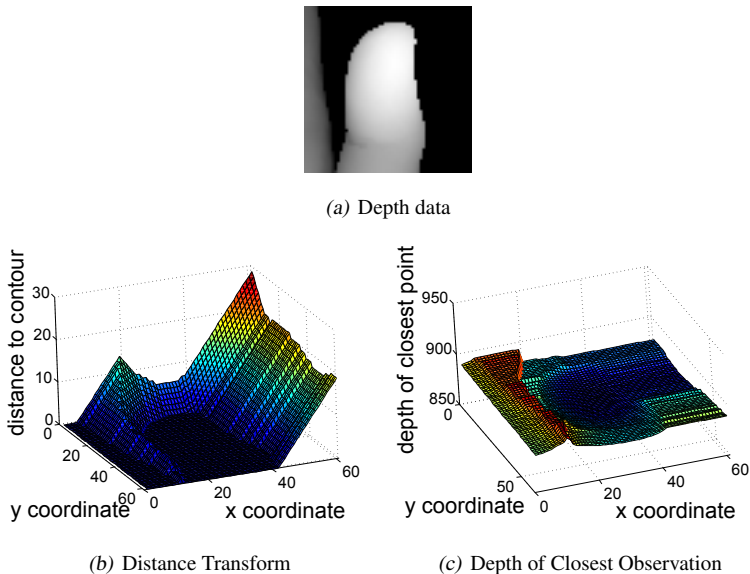 (a) Depth data
distance to contour
30
20
10
0
0
20
40
60
y coordinate
0
20
40
60
x coordinate
(b) Distance Transform
depth of closest point
950
900
850
0
50
y coordinate
0
20
40
60
x coordinate
(c) Depth of Closest Observation